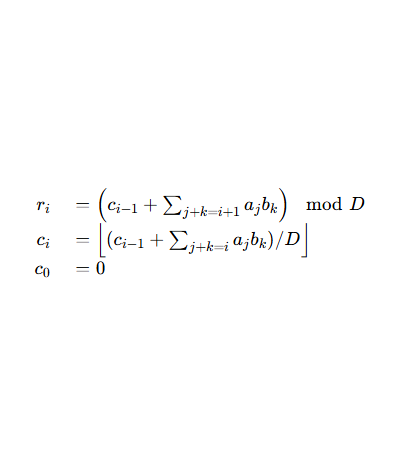 r_i = (c_{i−1} + ∑_{j+k=i+1} a_j b_k) mod D
c_i = ⌊(c_{i−1} + ∑_{j+k=i} a_j b_k)/D⌋
c_0 = 0